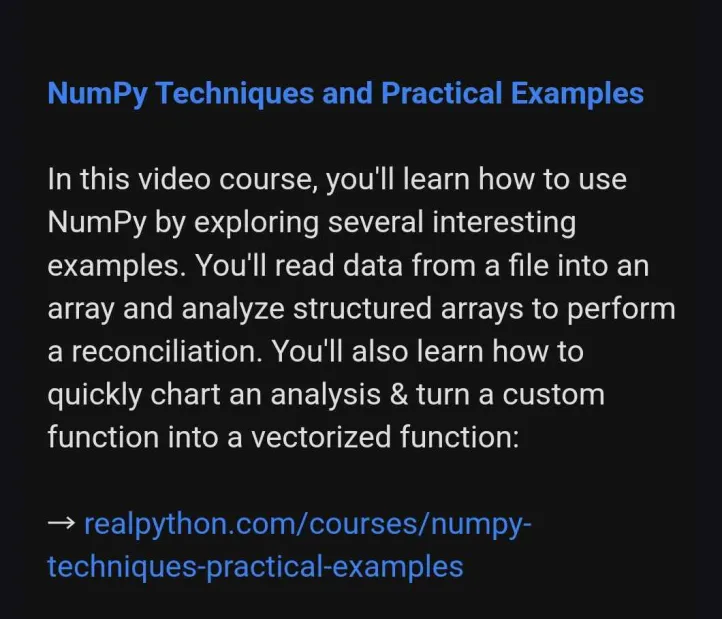 NumPy Techniques and Practical Examples
In this video course, you'll learn how to use
NumPy by exploring several interesting
examples. You'll read data from a file into an
array and analyze structured arrays to perform
a reconciliation. You'll also learn how to
quickly chart an analysis & turn a custom
function into a vectorized function:
→ realpython.com/courses/numpy-
techniques-practical-examples